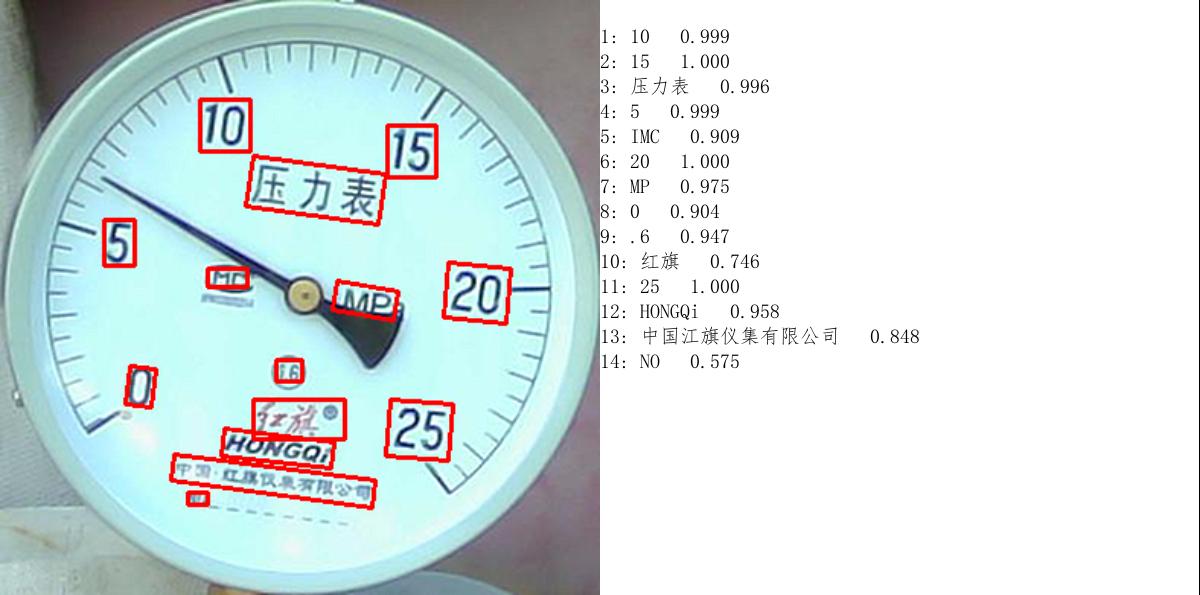 10
15
压力表
5
MC
20
MP
0
1.6
红旗®
25
HONGQi
中国·红旗仪表有限公司
1: 10 0.999
2: 15 1.000
3: 压力表 0.996
4: 5 0.999
5: IMC 0.909
6: 20 1.000
7: MP 0.975
8: 0 0.904
9: .6 0.947
10: 红旗 0.746
11: 25 1.000
12: HONGQi 0.958
13: 中国江旗仪集有限公司 0.848
14: NO 0.575